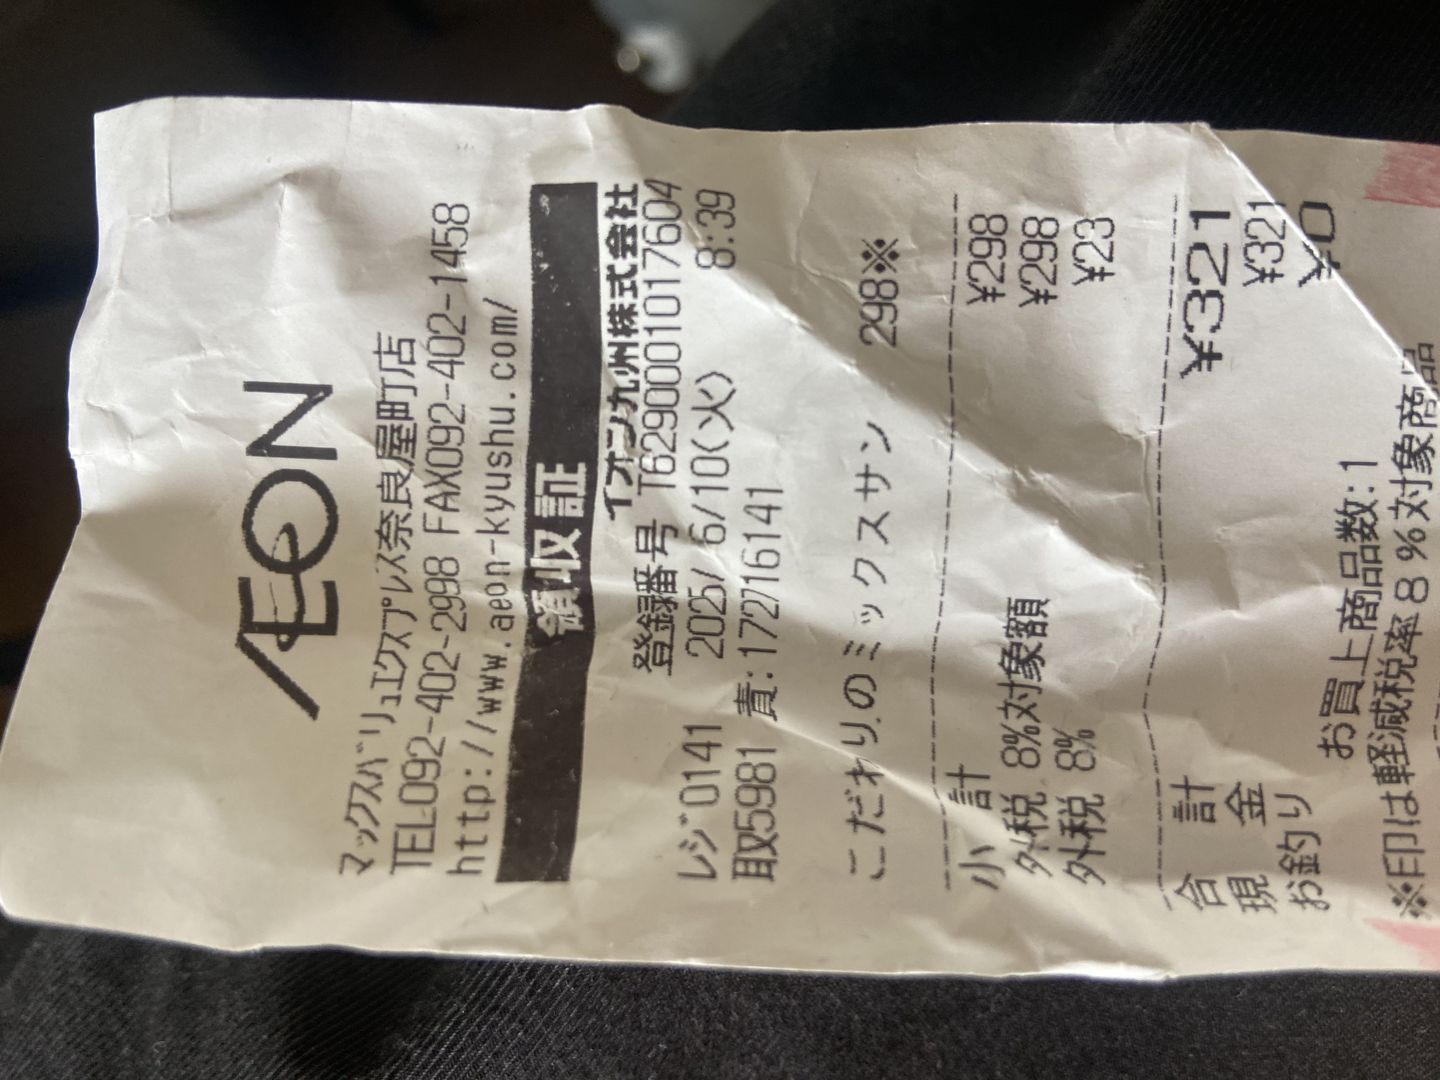 ÆON
マックスバリュエクスプレス奈良屋町店
TEL092-402-2998 FAX092-402-1458
http://www.aeon-kyushu.com/
領収証
イオン九州株式会社
登録番号 T6290001017604
レジ0141 2025/ 6/10(火) 8:39
取5981 責:172716141
こだわりのミックスサン 298※
小 計 ¥298
外税 8%対象額 ¥298
外税 8% ¥23
合 計 ¥321
現 金 ¥321
お釣り ¥0
お買上商品数:1
※印は軽減税率8%対象商品